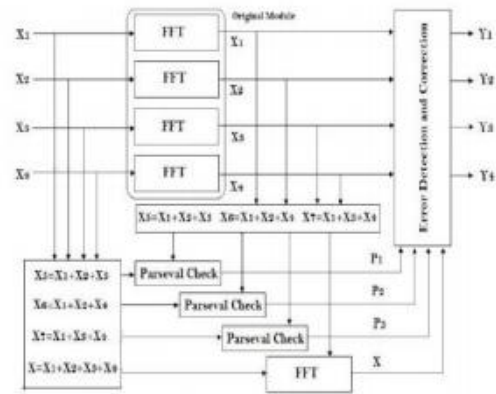 Original Module
X1
FFT
X1
Y1
X2
FFT
X2
Y2
X3
FFT
X3
Y3
X4
FFT
X4
Y4
Error Detection and Correction
X5=X1+X2+X3 X6=X1+X2+X4 X7=X1+X3+X4
X5=X1+X2+X3
Parseval Check
P1
X6=X1+X2+X4
Parseval Check
P2
X7=X1+X3+X4
Parseval Check
P3
X=X1+X2+X3+X4
FFT
X